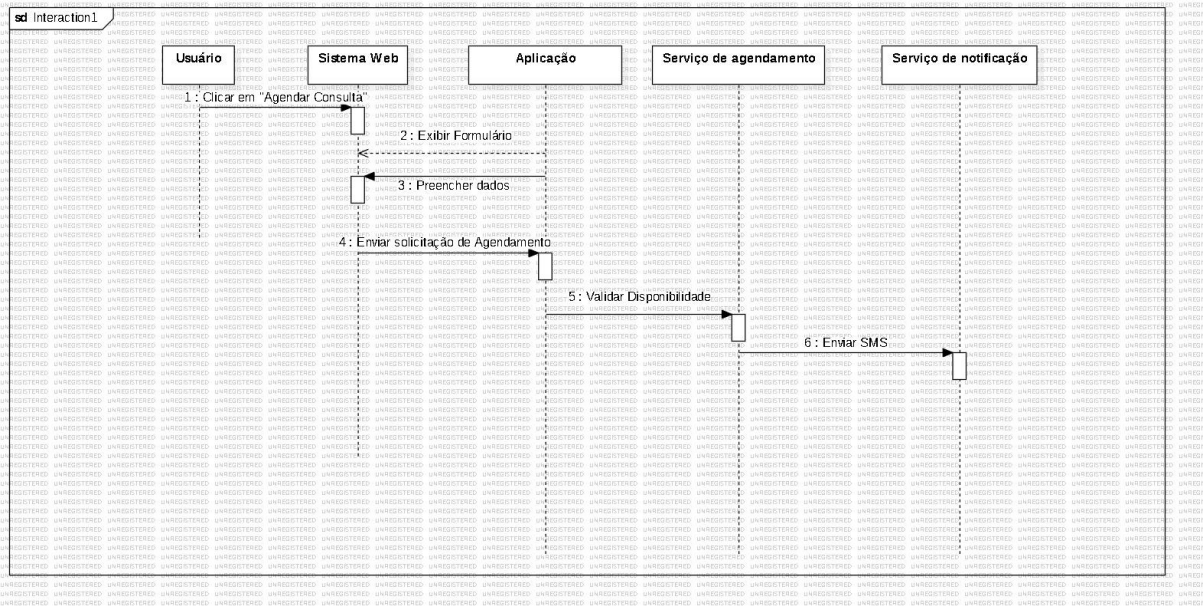 sd Interaction1
Usuário
Sistema Web
Aplicação
Serviço de agendamento
Serviço de notificação
1 : Clicar em "Agendar Consulta"
2 : Exibir Formulário
3 : Preencher dados
4 : Enviar solicitação de Agendamento
5 : Validar Disponibilidade
6 : Enviar SMS
UNREGISTERED